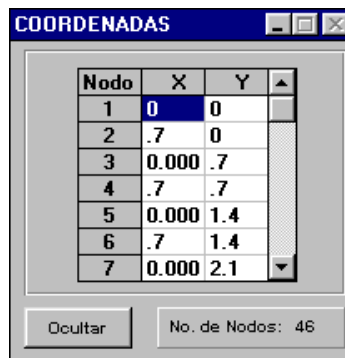 COORDENADAS
Nodo X Y
1 0 0
2 .7 0
3 0.000 .7
4 .7 .7
5 0.000 1.4
6 .7 1.4
7 0.000 2.1
Ocultar No. de Nodos: 46